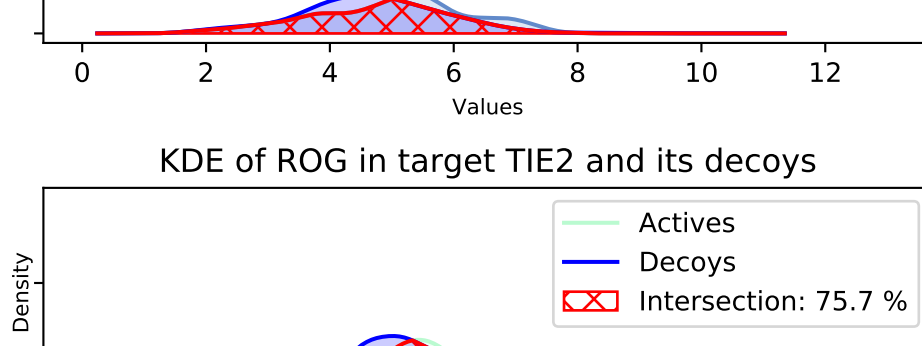 0 2 4 6 8 10 12
Values
KDE of ROG in target TIE2 and its decoys
Density
Actives
Decoys
Intersection: 75.7 %